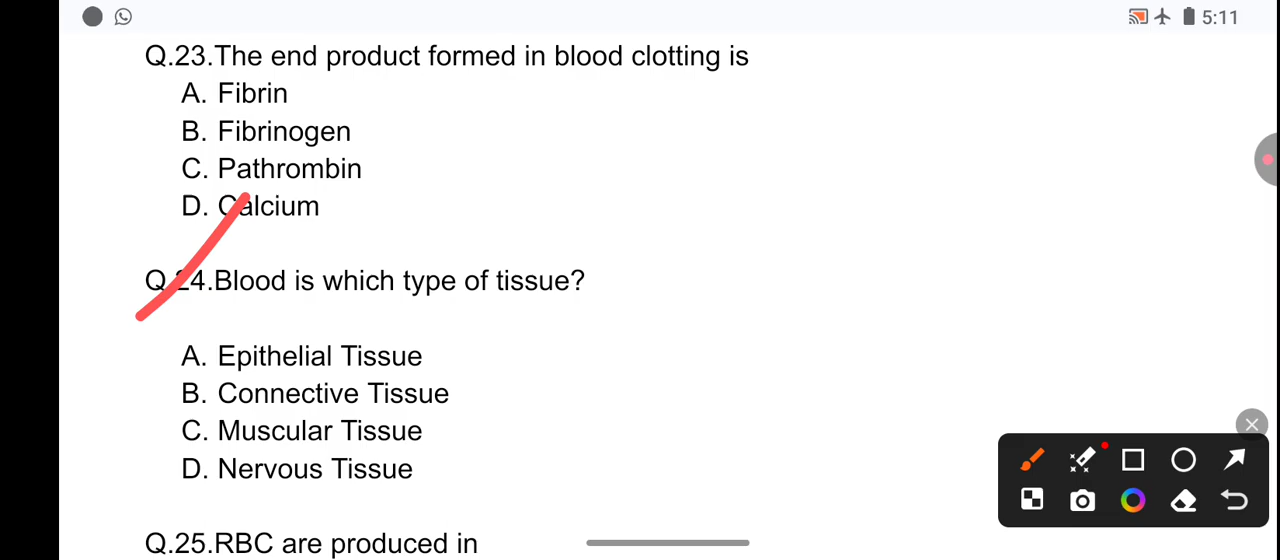 5:11
Q.23.The end product formed in blood clotting is
A. Fibrin
B. Fibrinogen
C. Pathrombin
D. Calcium
Q.24.Blood is which type of tissue?
A. Epithelial Tissue
B. Connective Tissue
C. Muscular Tissue
D. Nervous Tissue
Q.25.RBC are produced in